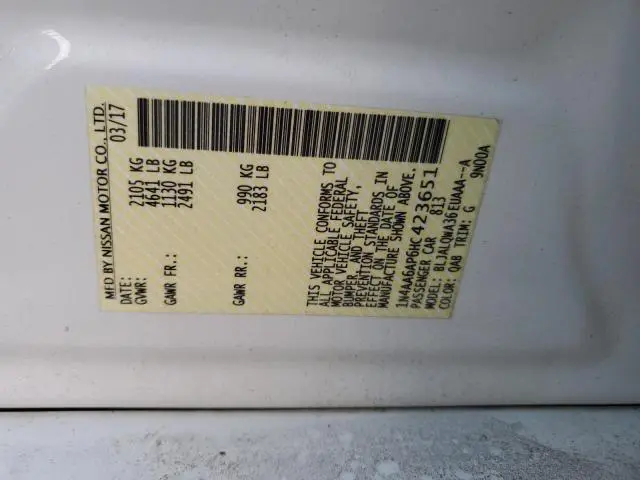 MFD BY NISSAN MOTOR CO., LTD.
DATE: 03/17
GVWR: 2105 KG
4641 LB
GAWR FR: 1130 KG
2491 LB
GAWR RR: 990 KG
2183 LB
THIS VEHICLE CONFORMS TO
ALL APPLICABLE FEDERAL
MOTOR VEHICLE SAFETY,
BUMPER, AND THEFT
PREVENTION STANDARDS IN
EFFECT ON THE DATE OF
MANUFACTURE SHOWN ABOVE.
1N4AA6AP6HC423651
PASSENGER CAR 813
MODEL: BLJALQWA36EUAAA--A
COLOR: QAB TRIM: G 9N00A